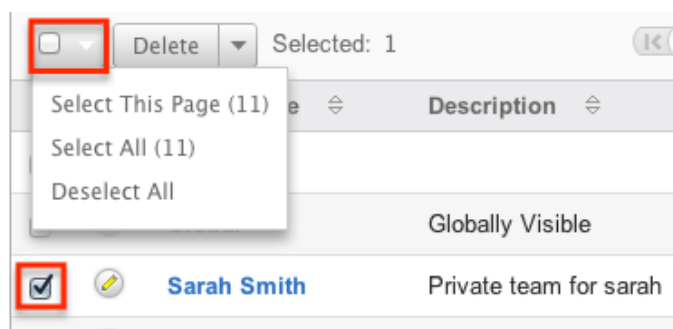 Delete Selected: 1
Select This Page (11)
Description
Select All (11)
Deselect All
Globally Visible
Sarah Smith Private team for sarah